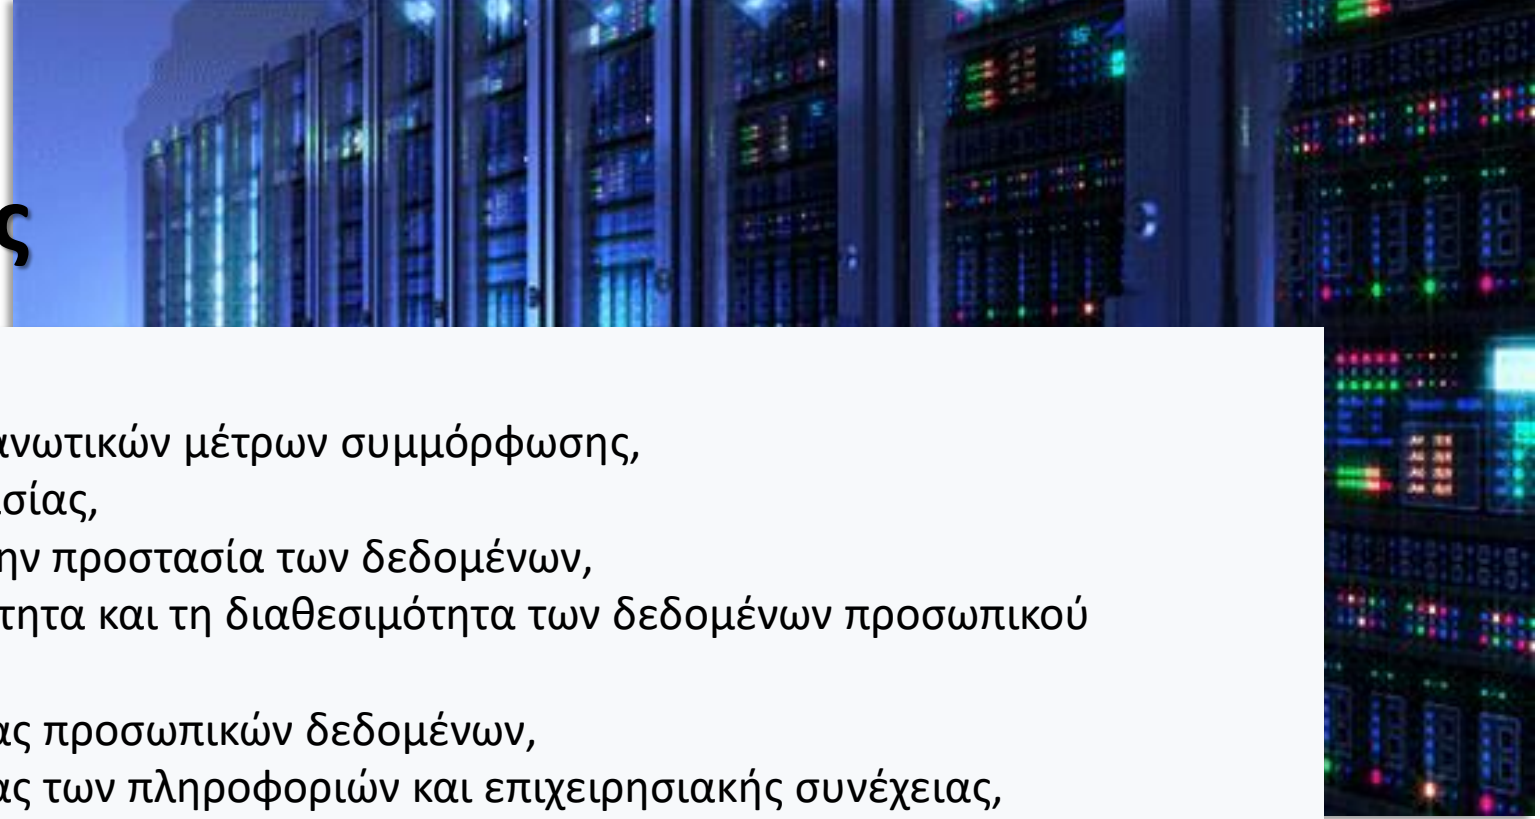 ς
ανωτικών μέτρων συμμόρφωσης,
σίας,
ην προστασία των δεδομένων,
τητα και τη διαθεσιμότητα των δεδομένων προσωπικού
ας προσωπικών δεδομένων,
ας των πληροφοριών και επιχειρησιακής συνέχειας,